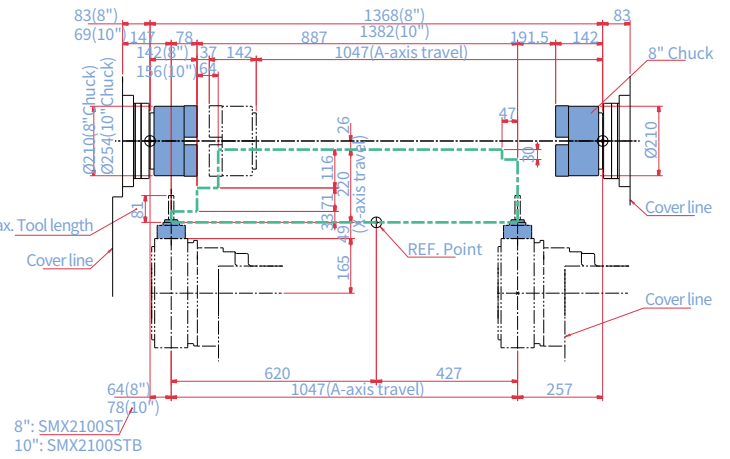 83(8") 1368(8") 83
69(10") 147 78 887 1382(10") 191.5 142
142(8") 37 142 1047(A-axis travel)
156(10") 64
8" Chuck
Ø210(8"Chuck)
Ø254(10"Chuck)
47
26
30
Ø210
116
220
(X-axis travel)
71
33
49
81
165
ax. Tool length
Cover line
REF. Point
Cover line
Cover line
620 427
64(8") 1047(A-axis travel) 257
78(10")
8": SMX2100ST
10": SMX2100STB